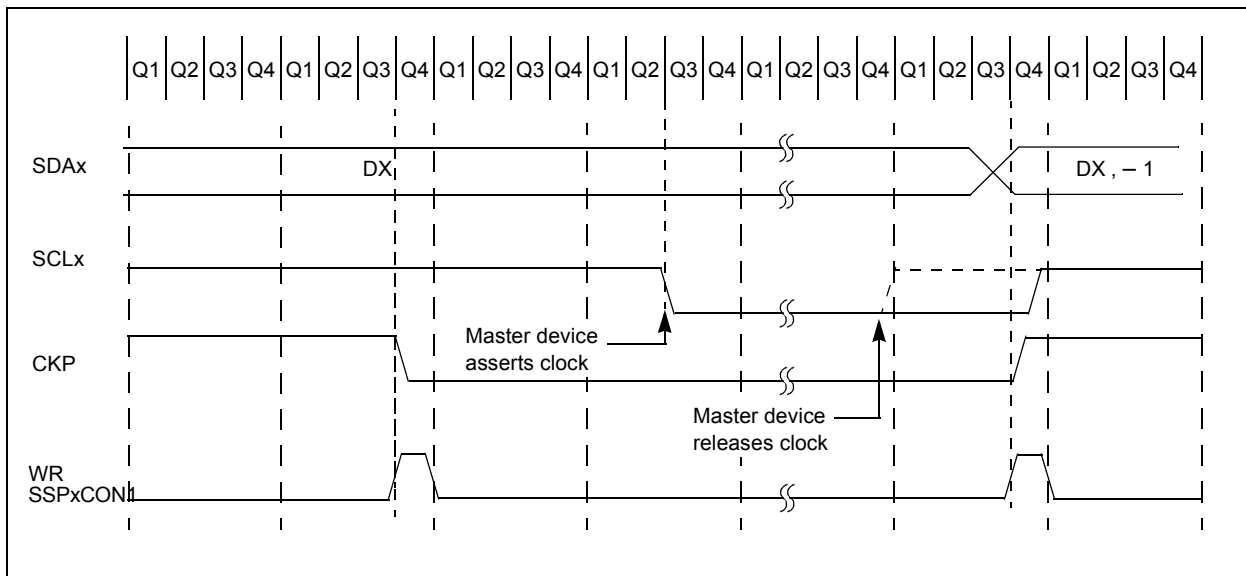 Q1 Q2 Q3 Q4 Q1 Q2 Q3 Q4 Q1 Q2 Q3 Q4 Q1 Q2 Q3 Q4 Q1 Q2 Q3 Q4 Q1 Q2 Q3 Q4 Q1 Q2 Q3 Q4
SDAx
DX
DX , – 1
SCLx
Master device
asserts clock
CKP
Master device
releases clock
WR
SSPxCON1